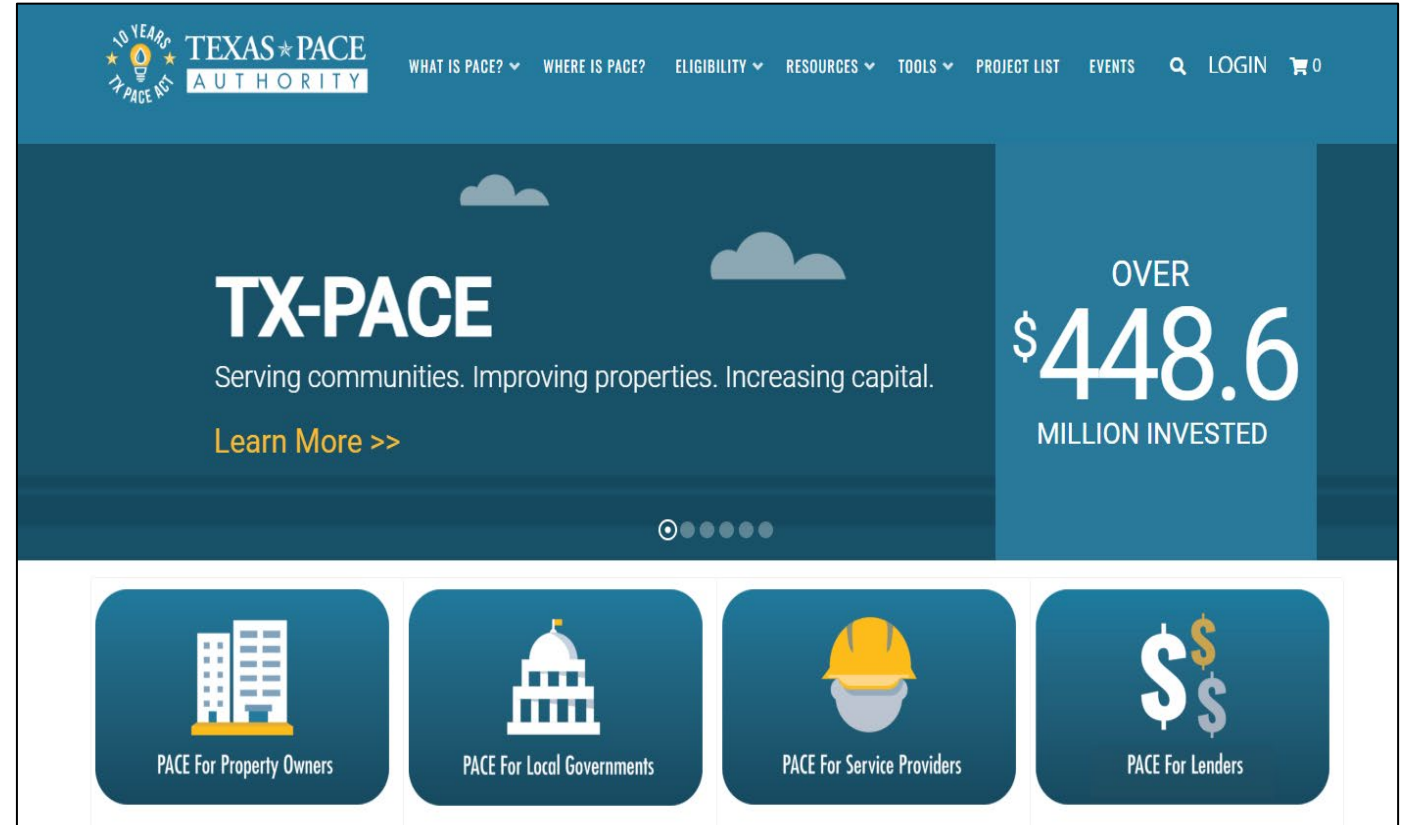 10 YEARS
TX PACE ACT
TEXAS★PACE
AUTHORITY
WHAT IS PACE? WHERE IS PACE? ELIGIBILITY RESOURCES TOOLS PROJECT LIST EVENTS LOGIN 0
TX-PACE
Serving communities. Improving properties. Increasing capital.
Learn More >>
OVER
$448.6
MILLION INVESTED
PACE For Property Owners
PACE For Local Governments
PACE For Service Providers
PACE For Lenders